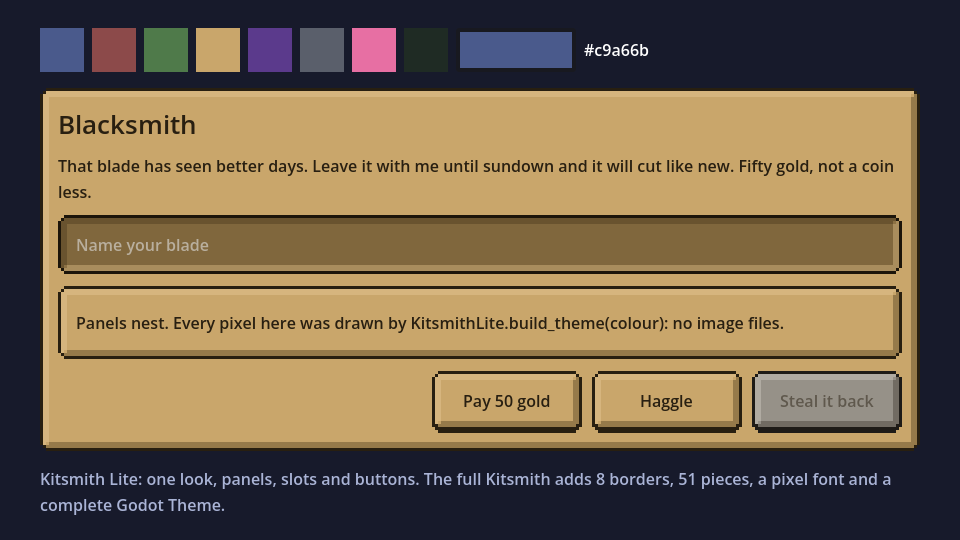 #c9a66b
Blacksmith
That blade has seen better days. Leave it with me until sundown and it will cut like new. Fifty gold, not a coin
less.
Name your blade
Panels nest. Every pixel here was drawn by KitsmithLite.build_theme(colour): no image files.
Pay 50 gold
Haggle
Steal it back
Kitsmith Lite: one look, panels, slots and buttons. The full Kitsmith adds 8 borders, 51 pieces, a pixel font and a
complete Godot Theme.